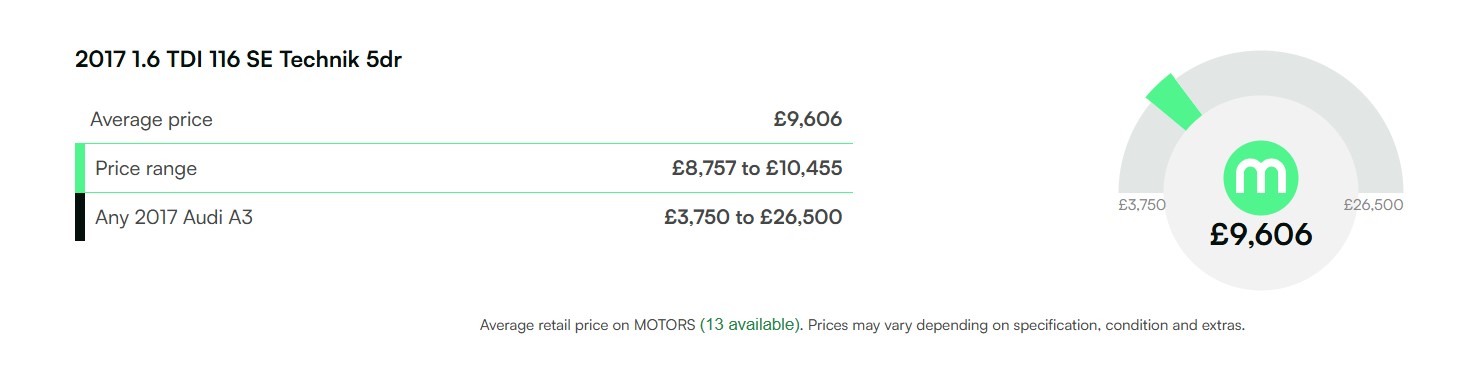 2017 1.6 TDI 116 SE Technik 5dr
Average price £9,606
Price range £8,757 to £10,455
Any 2017 Audi A3 £3,750 to £26,500
m
£3,750 £26,500
£9,606
Average retail price on MOTORS (13 available). Prices may vary depending on specification, condition and extras.